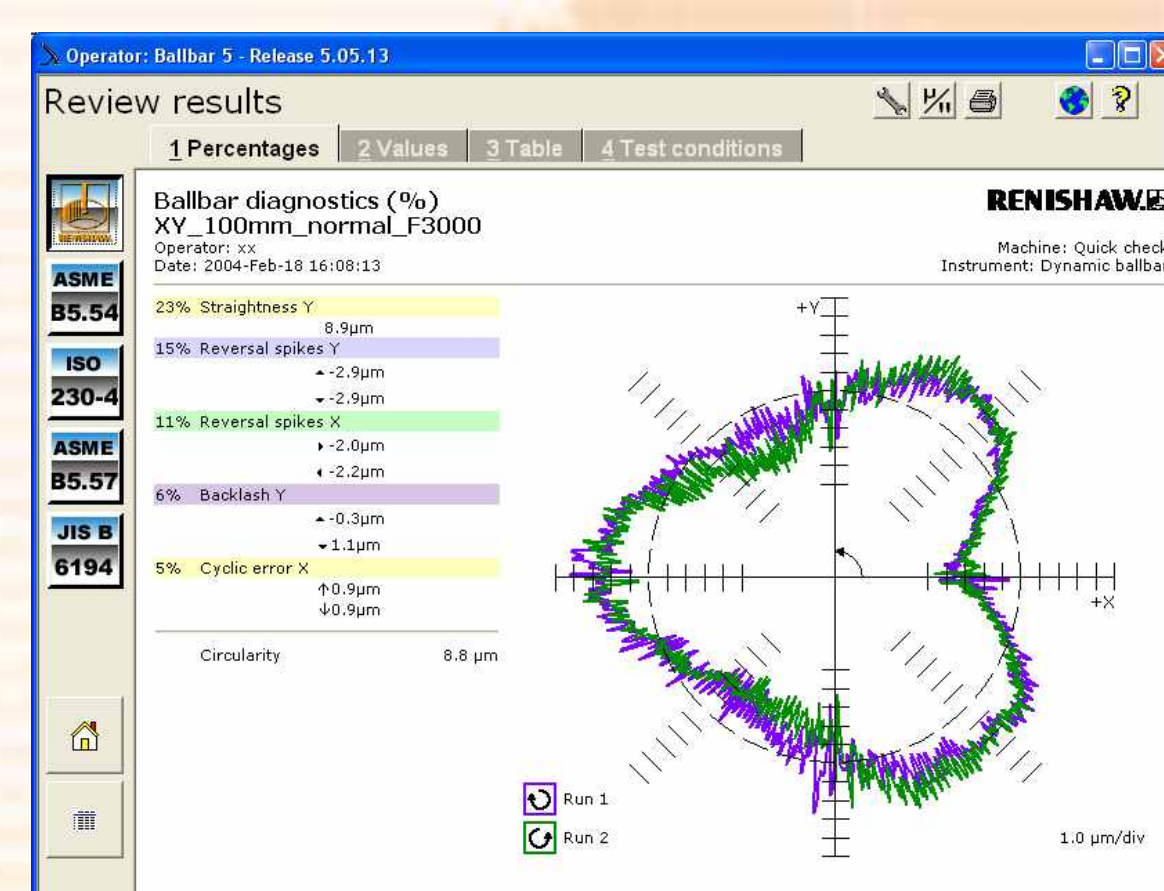 Operator: Ballbar 5 - Release 5.05.13
Review results
1 Percentages
2 Values
3 Table
4 Test conditions
RENISHAW
ASME
B5.54
ISO
230-4
ASME
B5.57
JIS B
6194
Ballbar diagnostics (%)
XY_100mm_normal_F3000
Operator: xx
Date: 2004-Feb-18 16:08:13
RENISHAW.
Machine: Quick check
Instrument: Dynamic ballbar
23% Straightness Y
8.9µm
15% Reversal spikes Y
▲ -2.9µm
▼ -2.9µm
11% Reversal spikes X
▶ -2.0µm
◀ -2.2µm
6% Backlash Y
▲ -0.3µm
▼ 1.1µm
5% Cyclic error X
↑0.9µm
↓0.9µm
Circularity 8.8 µm
+Y
+X
Run 1
Run 2
1.0 µm/div